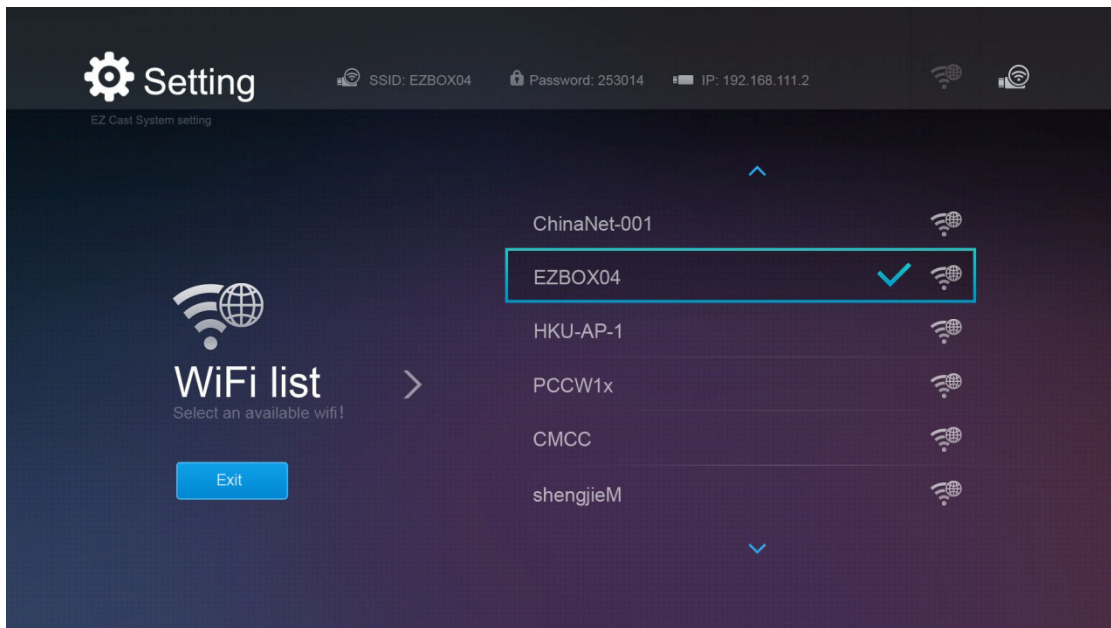 Setting
SSID: EZBOX04
Password: 253014
IP: 192.168.111.2
EZ Cast System setting
ChinaNet-001
EZBOX04
HKU-AP-1
WiFi list
PCCW1x
Select an available wifi!
CMCC
Exit
shengjieM